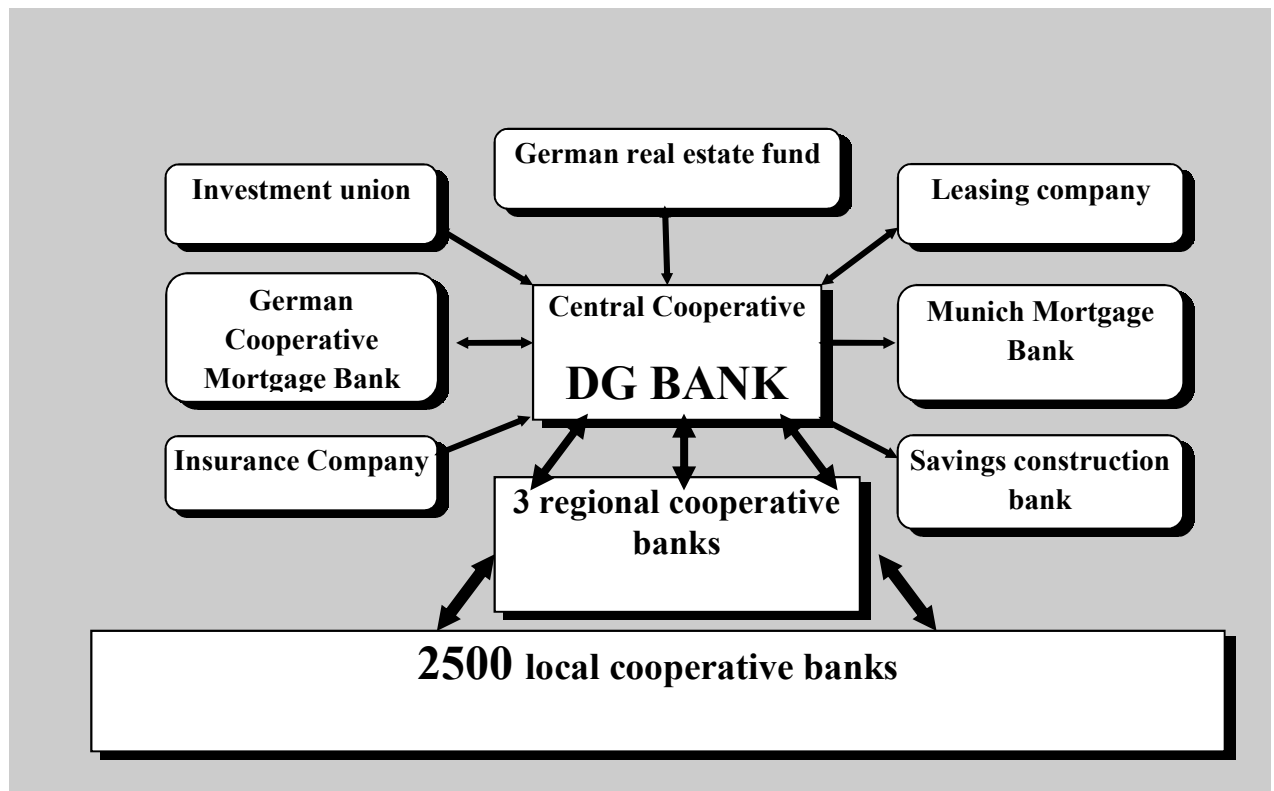 German real estate fund
Investment union
Leasing company
German
Cooperative
Mortgage Bank
Central Cooperative
DG BANK
Munich Mortgage
Bank
Insurance Company
Savings construction
bank
3 regional cooperative
banks
2500 local cooperative banks